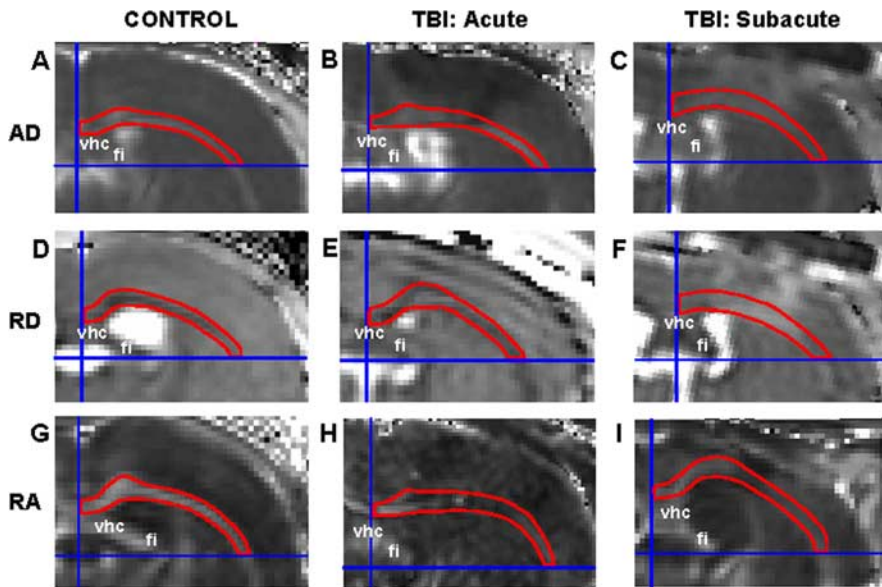 CONTROL TBI: Acute TBI: Subacute
A B C
AD
vhc fi vhc fi vhc fi
D E F
RD
vhc fi vhc fi vhc fi
G H I
RA
vhc fi vhc fi vhc fi